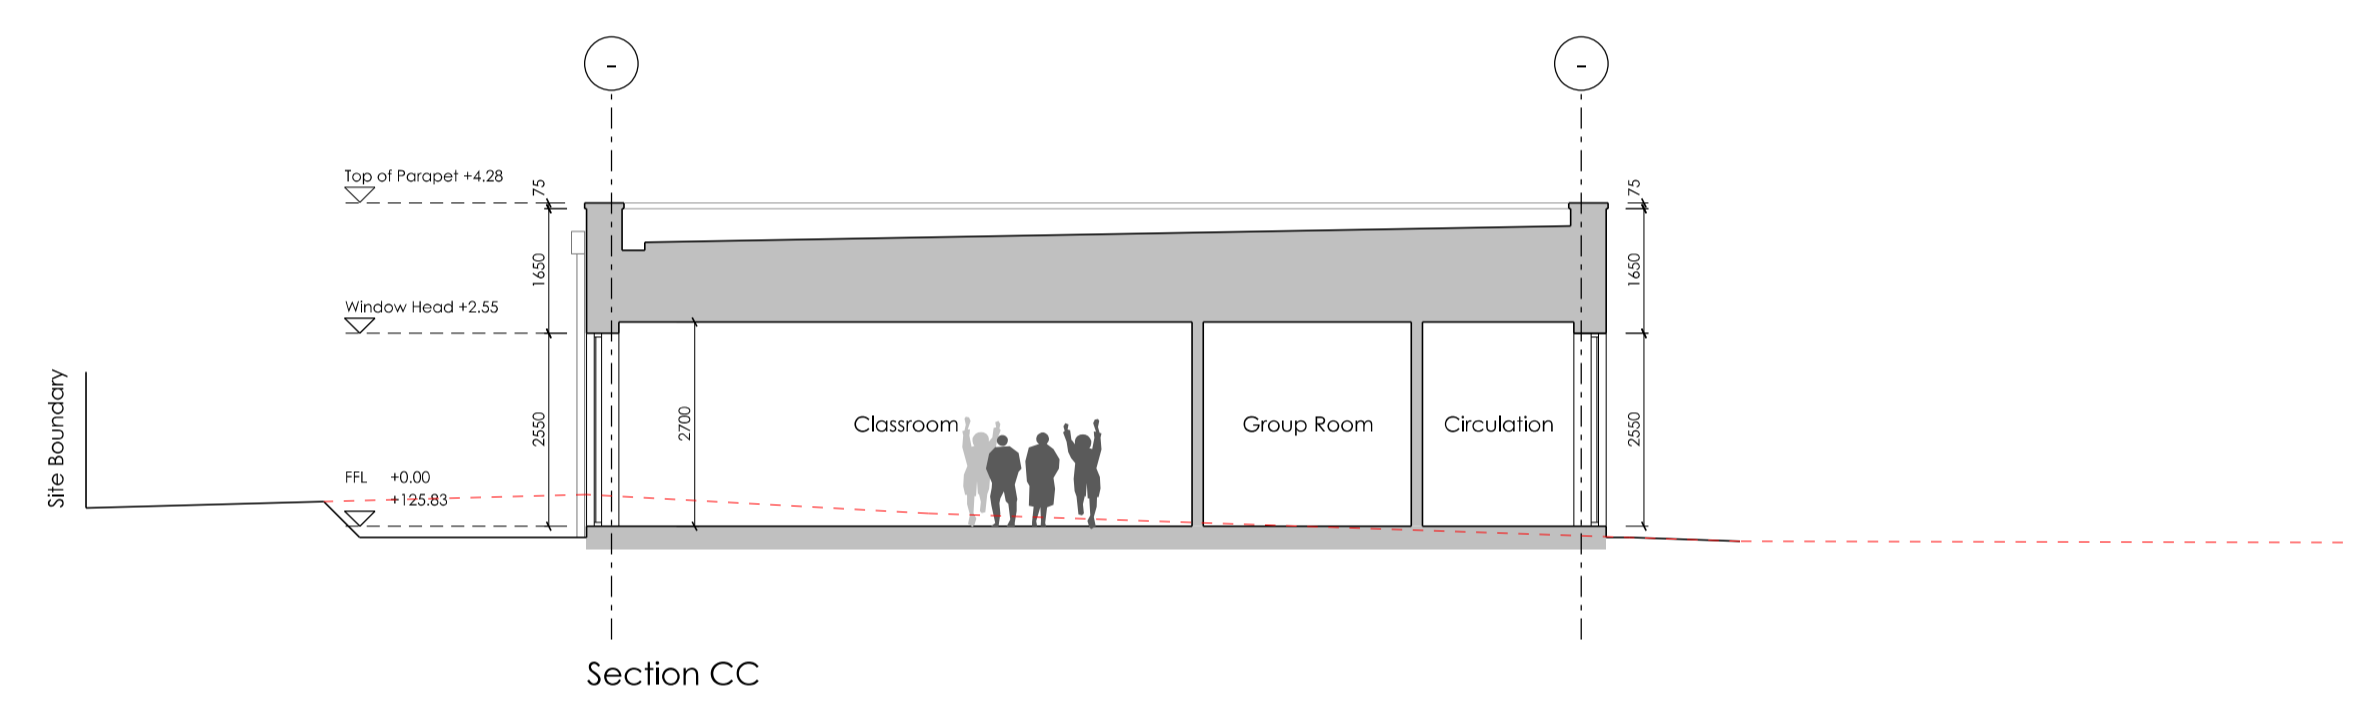 -
-
Top of Parapet +4.28
75
75
1650
1650
Window Head +2.55
Site Boundary
2550
2700
Classroom
Group Room
Circulation
2550
FFL +0.00
+125.83
Section CC